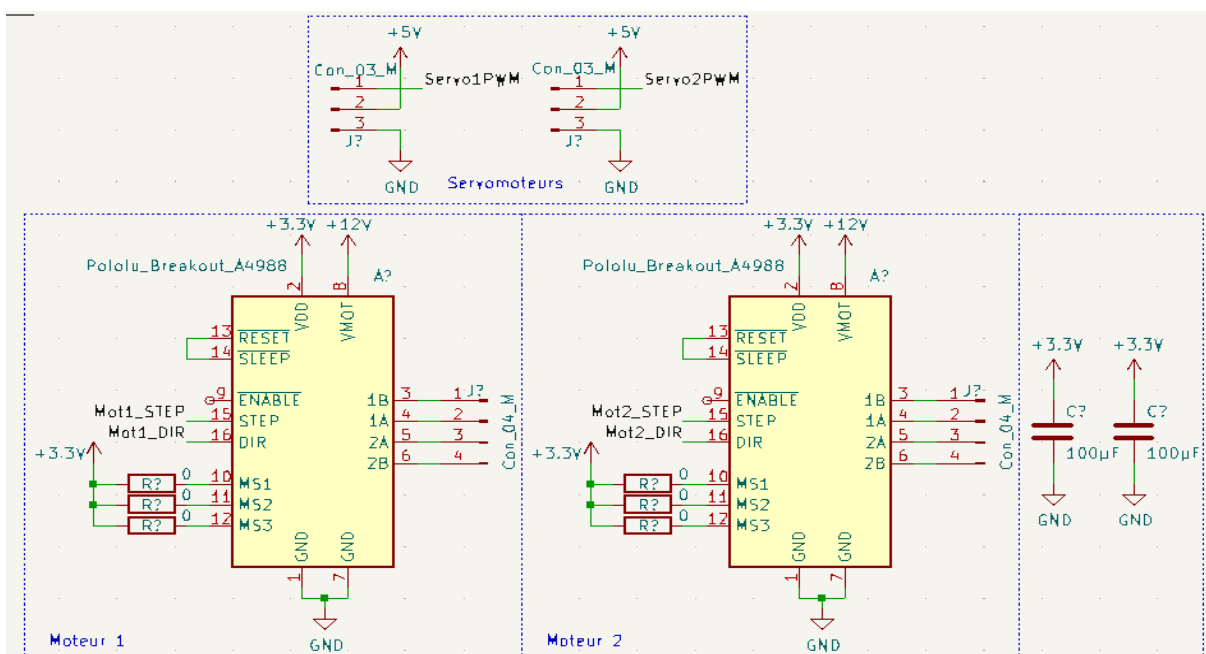 +5V +5V
Con_03_M Con_03_M
1 Servo1PWM 1 Servo2PWM
2 2
3 3
J? J?
GND Servomoteurs GND
+3.3V +12V +3.3V +12V
Pololu_Breakout_A4988 A? Pololu_Breakout_A4988 A?
2 8 2 8
VDD VMOT VDD VMOT
13 RESET 13 RESET
14 SLEEP 14 SLEEP
+3.3V +3.3V
9 ENABLE 1B 3 1 J? 9 ENABLE 1B 3 1 J? C? C?
Mot1_STEP 15 STEP 1A 4 2 Mot2_STEP 15 STEP 1A 4 2
Mot1_DIR 16 DIR 2A 5 3 Con_04_M Mot2_DIR 16 DIR 2A 5 3 Con_04_M
+3.3V 2B 6 4 +3.3V 2B 6 4 100µF 100µF
R? 0 10 MS1 R? 0 10 MS1
R? 0 11 MS2 R? 0 11 MS2
R? 0 12 MS3 R? 0 12 MS3
GND GND
GND GND GND GND
1 7 1 7
Moteur 1 GND Moteur 2 GND